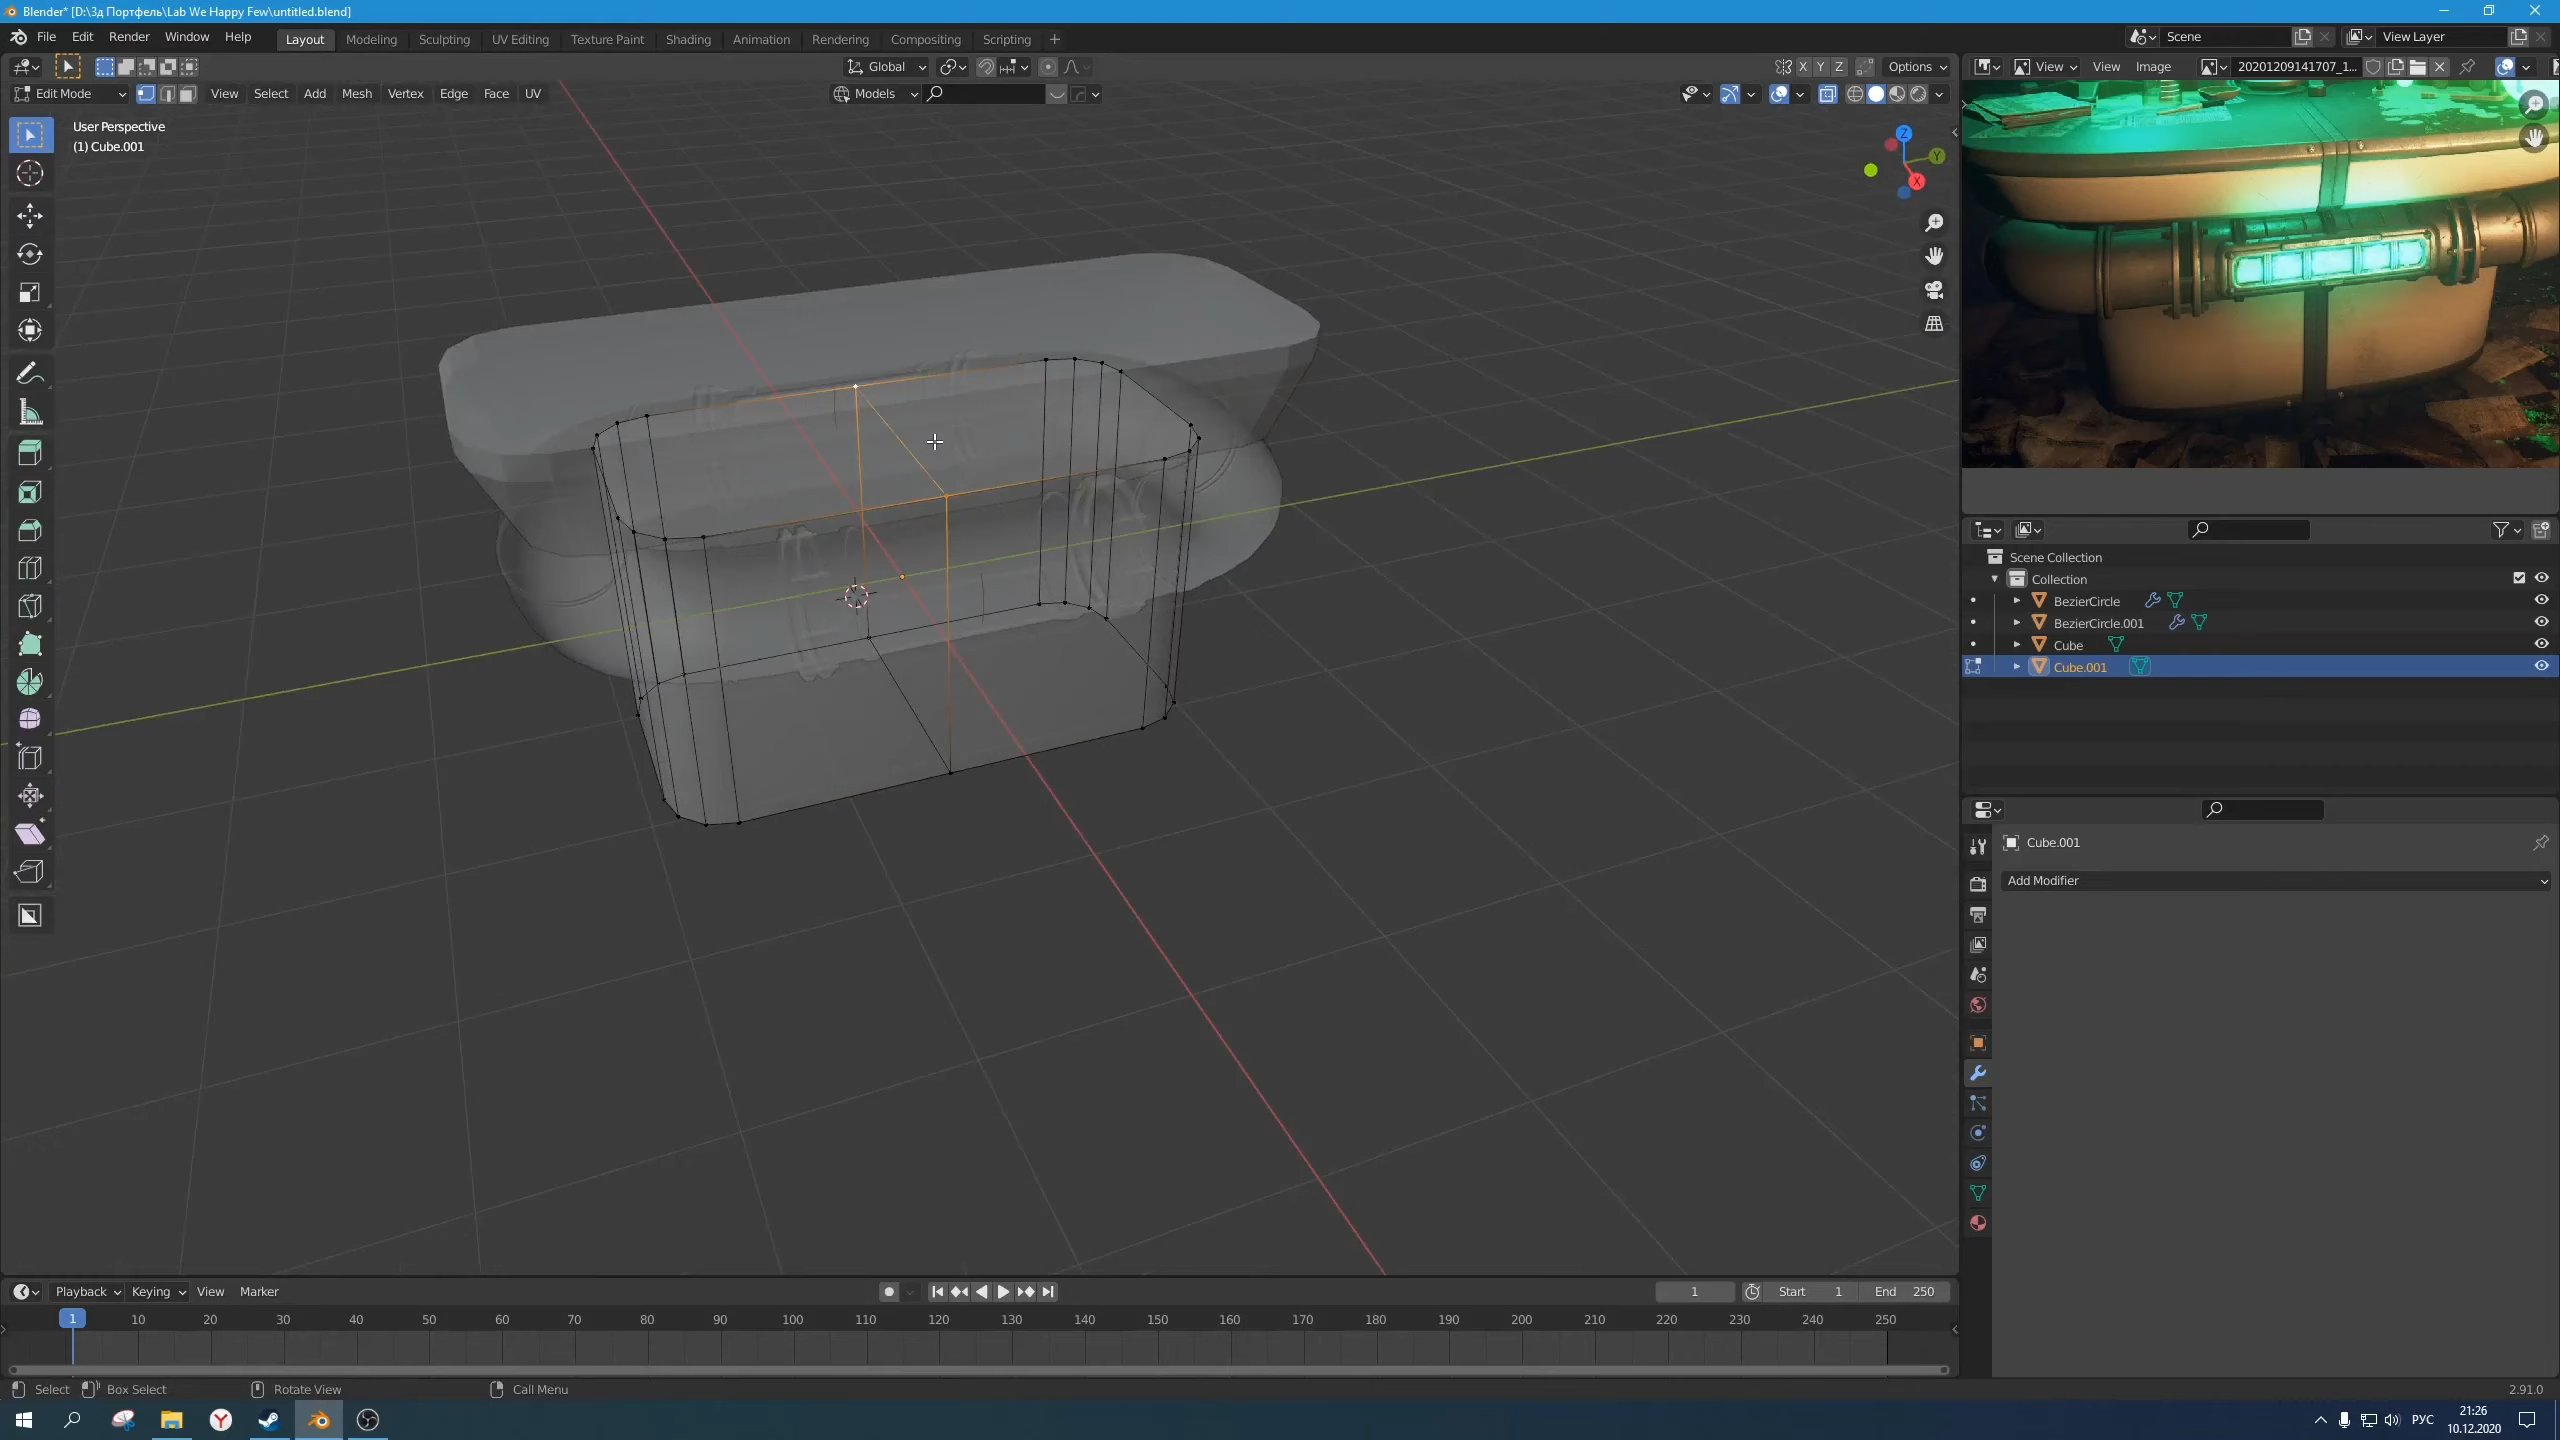 Blender* [D:\3д Портфель\Lab We Happy Few\untitled.blend]
File Edit Render Window Help Layout Modeling Sculpting UV Editing Texture Paint Shading Animation Rendering Compositing Scripting + Scene View Layer
Global X Y Z Options View View Image 20201209141707_1...
Edit Mode View Select Add Mesh Vertex Edge Face UV Models
User Perspective
(1) Cube.001
Z
Y
X
Scene Collection
Collection
BezierCircle
BezierCircle.001
Cube
Cube.001
Cube.001
Add Modifier
Playback Keying View Marker 1 Start 1 End 250
1 10 20 30 40 50 60 70 80 90 100 110 120 130 140 150 160 170 180 190 200 210 220 230 240 250
Select Box Select Rotate View Call Menu 2.91.0
РУС 21:26
10.12.2020